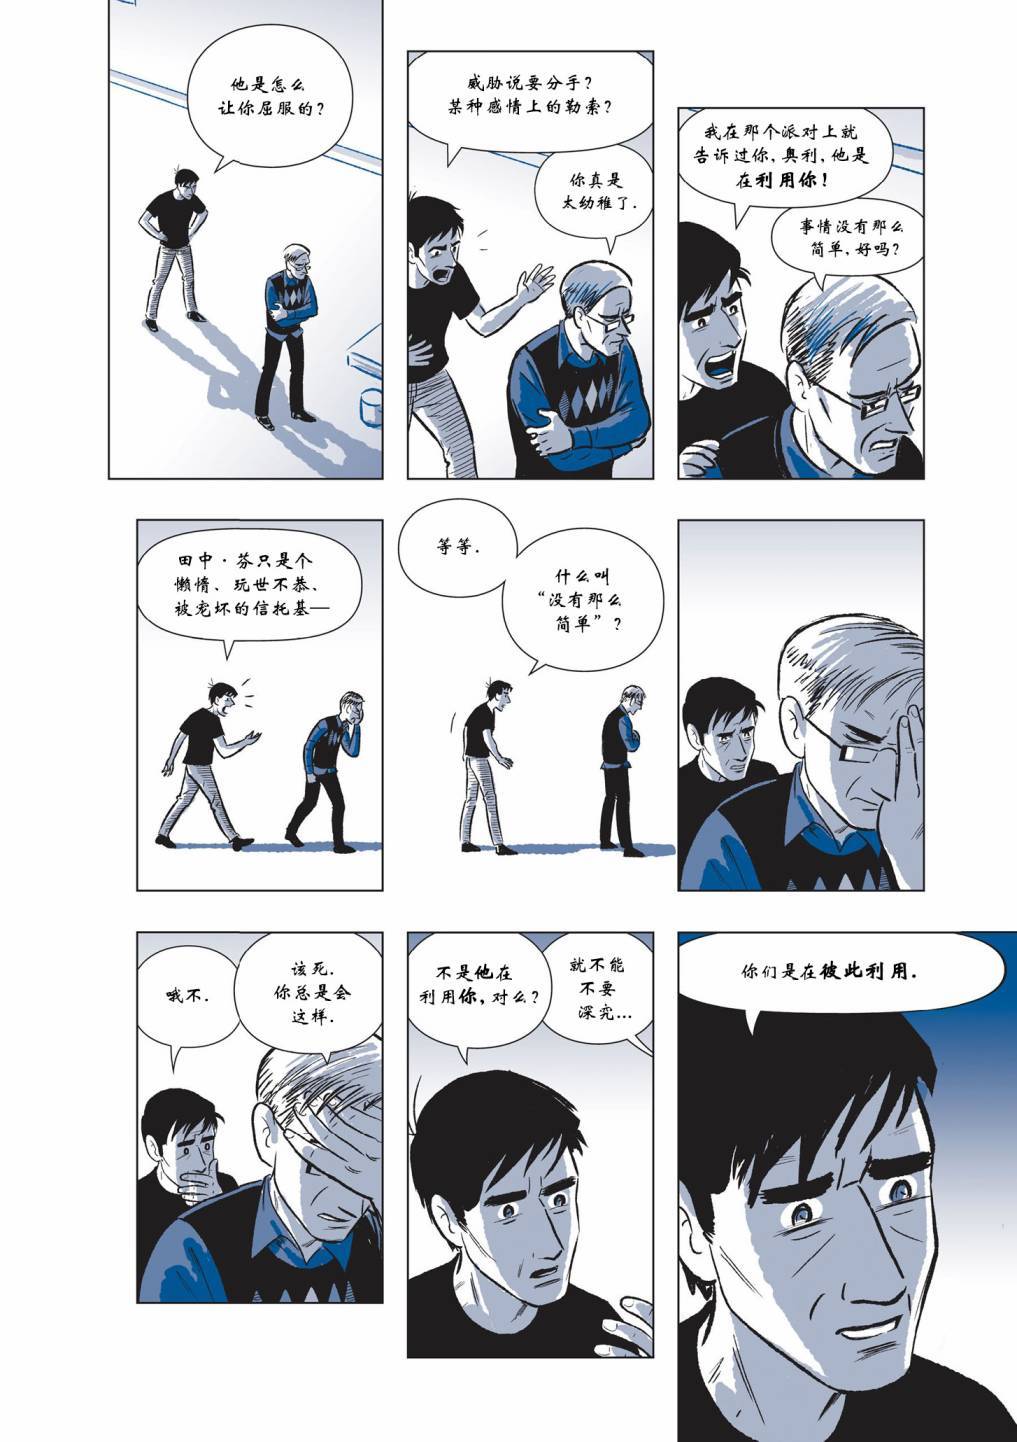 他是怎么
让你屈服的？
威胁说要分手？
某种感情上的勒索？
你真是
太幼稚了.
我在那个派对上就
告诉过你，奥利，他是
在利用你！
事情没有那么
简单，好吗？
田中·芬只是个
懒惰、玩世不恭、
被宠坏的信托基—
等等.
什么叫
“没有那么
简单”？
哦不.
该死.
你总是会
这样.
不是他在
利用你，对么？
就不能
不要
深究...
你们是在彼此利用.